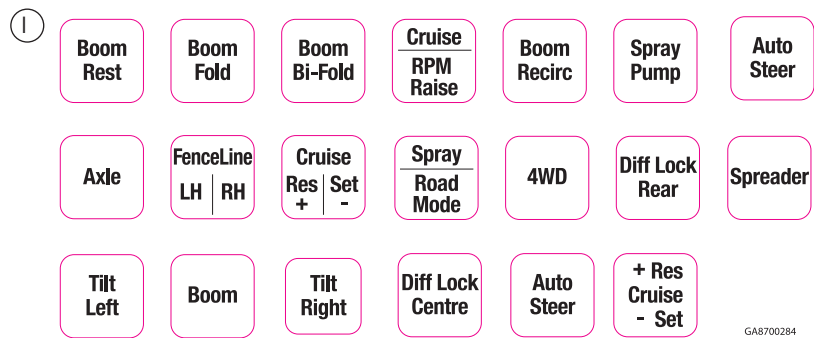 1
Boom
Rest
Boom
Fold
Boom
Bi-Fold
Cruise
RPM
Raise
Boom
Recirc
Spray
Pump
Auto
Steer
Axle
FenceLine
LH | RH
Cruise
Res | Set
+ | -
Spray
Road
Mode
4WD
Diff Lock
Rear
Spreader
Tilt
Left
Boom
Tilt
Right
Diff Lock
Centre
Auto
Steer
+ Res
Cruise
- Set
GA8700284